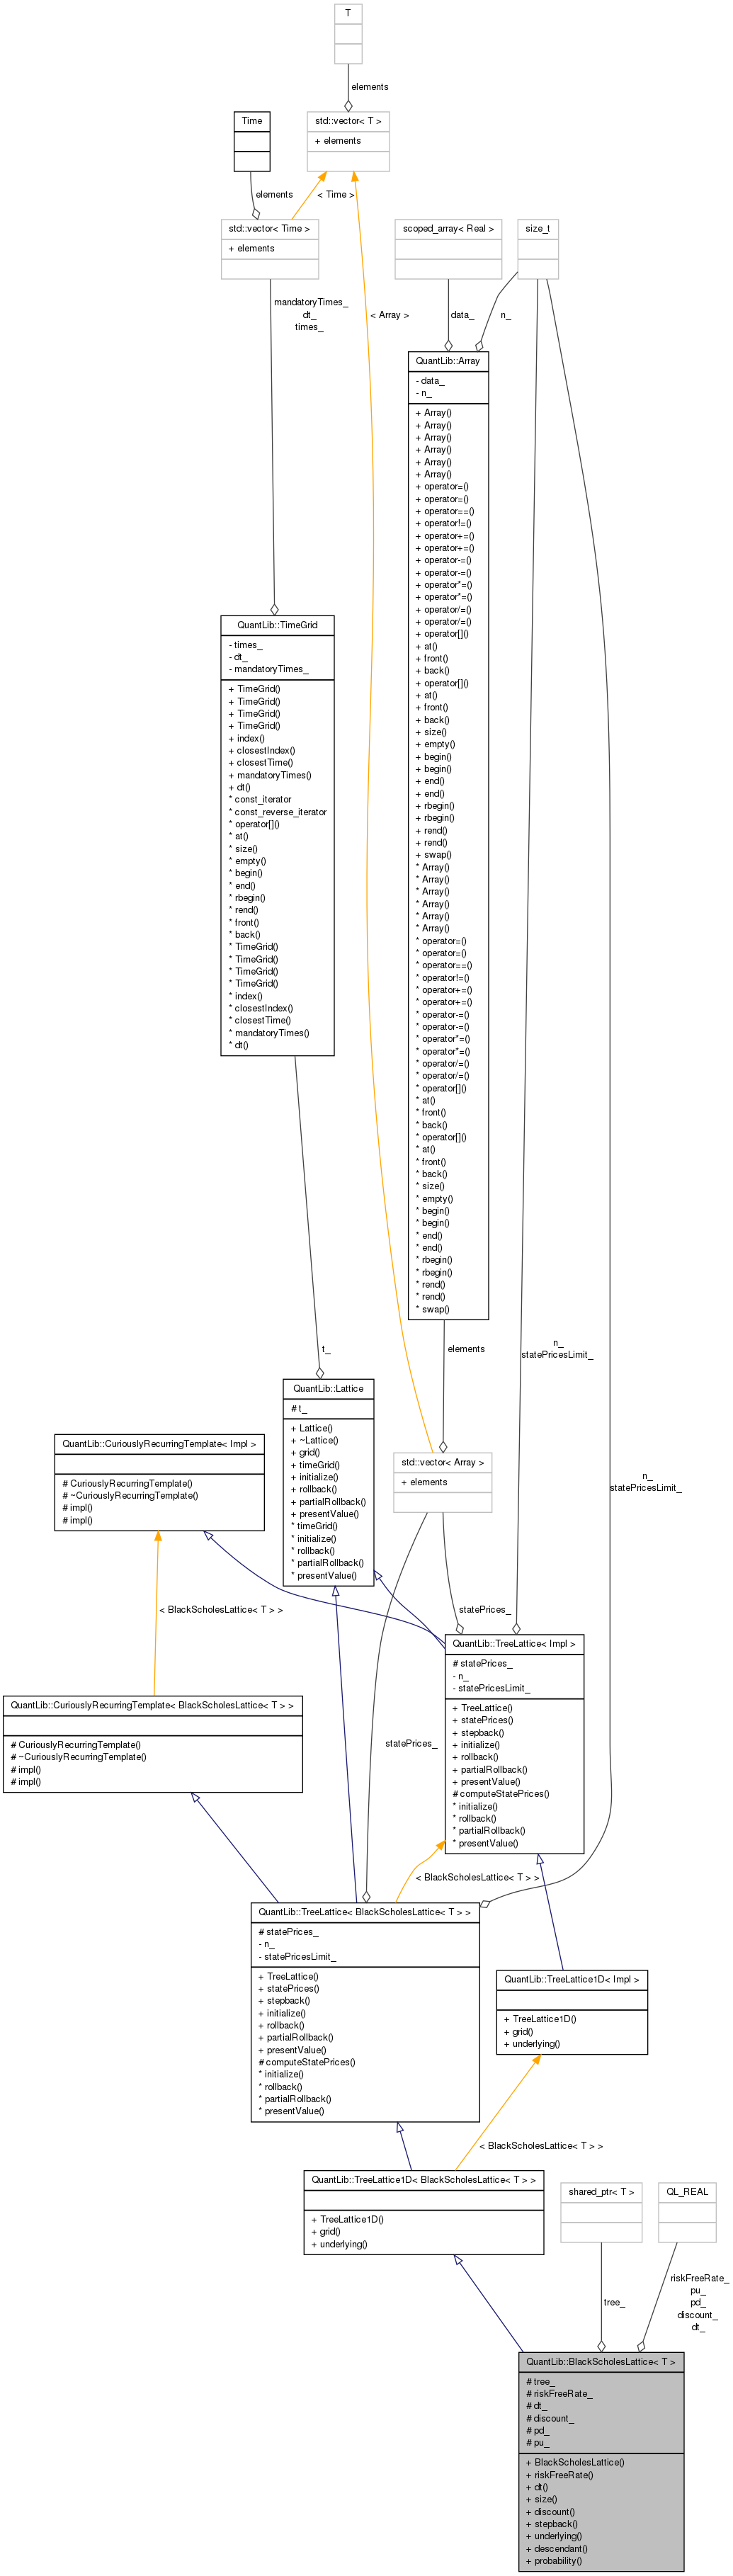 T
elements
std::vector< T >
+ elements
Time
elements
< Time >
std::vector< Time >
+ elements
scoped_array< Real >
size_t
mandatoryTimes_
dt_
times_
< Array >
data_
n_
QuantLib::Array
- data_
- n_
+ Array()
+ Array()
+ Array()
+ Array()
+ Array()
+ Array()
+ operator=()
+ operator=()
+ operator==()
+ operator!=()
+ operator+=()
+ operator+=()
+ operator-=()
+ operator-=()
+ operator*=()
+ operator*=()
+ operator/=()
+ operator/=()
+ operator[]()
+ at()
+ front()
+ back()
+ operator[]()
+ at()
+ front()
+ back()
+ size()
+ empty()
+ begin()
+ begin()
+ end()
+ end()
+ rbegin()
+ rbegin()
+ rend()
+ rend()
+ swap()
* Array()
* Array()
* Array()
* Array()
* Array()
* Array()
* operator=()
* operator=()
* operator==()
* operator!=()
* operator+=()
* operator+=()
* operator-=()
* operator-=()
* operator*=()
* operator*=()
* operator/=()
* operator/=()
* operator[]()
* at()
* front()
* back()
* operator[]()
* at()
* front()
* back()
* size()
* empty()
* begin()
* begin()
* end()
* end()
* rbegin()
* rbegin()
* rend()
* rend()
* swap()
QuantLib::TimeGrid
- times_
- dt_
- mandatoryTimes_
+ TimeGrid()
+ TimeGrid()
+ TimeGrid()
+ TimeGrid()
+ index()
+ closestIndex()
+ closestTime()
+ mandatoryTimes()
+ dt()
* const_iterator
* const_reverse_iterator
* operator[]()
* at()
* size()
* empty()
* begin()
* end()
* rbegin()
* rend()
* front()
* back()
* TimeGrid()
* TimeGrid()
* TimeGrid()
* TimeGrid()
* index()
* closestIndex()
* closestTime()
* mandatoryTimes()
* dt()
t_
elements
n_
statePricesLimit_
QuantLib::Lattice
# t_
+ Lattice()
+ ~Lattice()
+ grid()
+ timeGrid()
+ initialize()
+ rollback()
+ partialRollback()
+ presentValue()
* timeGrid()
* initialize()
* rollback()
* partialRollback()
* presentValue()
QuantLib::CuriouslyRecurringTemplate< Impl >
# CuriouslyRecurringTemplate()
# ~CuriouslyRecurringTemplate()
# impl()
# impl()
std::vector< Array >
+ elements
n_
statePricesLimit_
< BlackScholesLattice< T > >
statePrices_
QuantLib::TreeLattice< Impl >
# statePrices_
- n_
- statePricesLimit_
+ TreeLattice()
+ statePrices()
+ stepback()
+ initialize()
+ rollback()
+ partialRollback()
+ presentValue()
# computeStatePrices()
* initialize()
* rollback()
* partialRollback()
* presentValue()
QuantLib::CuriouslyRecurringTemplate< BlackScholesLattice< T > >
# CuriouslyRecurringTemplate()
# ~CuriouslyRecurringTemplate()
# impl()
# impl()
statePrices_
< BlackScholesLattice< T > >
QuantLib::TreeLattice< BlackScholesLattice< T > >
# statePrices_
- n_
- statePricesLimit_
+ TreeLattice()
+ statePrices()
+ stepback()
+ initialize()
+ rollback()
+ partialRollback()
+ presentValue()
# computeStatePrices()
* initialize()
* rollback()
* partialRollback()
* presentValue()
QuantLib::TreeLattice1D< Impl >
+ TreeLattice1D()
+ grid()
+ underlying()
< BlackScholesLattice< T > >
QuantLib::TreeLattice1D< BlackScholesLattice< T > >
+ TreeLattice1D()
+ grid()
+ underlying()
shared_ptr< T >
QL_REAL
tree_
riskFreeRate_
pu_
pd_
discount_
dt_
QuantLib::BlackScholesLattice< T >
# tree_
# riskFreeRate_
# dt_
# discount_
# pd_
# pu_
+ BlackScholesLattice()
+ riskFreeRate()
+ dt()
+ size()
+ discount()
+ stepback()
+ underlying()
+ descendant()
+ probability()